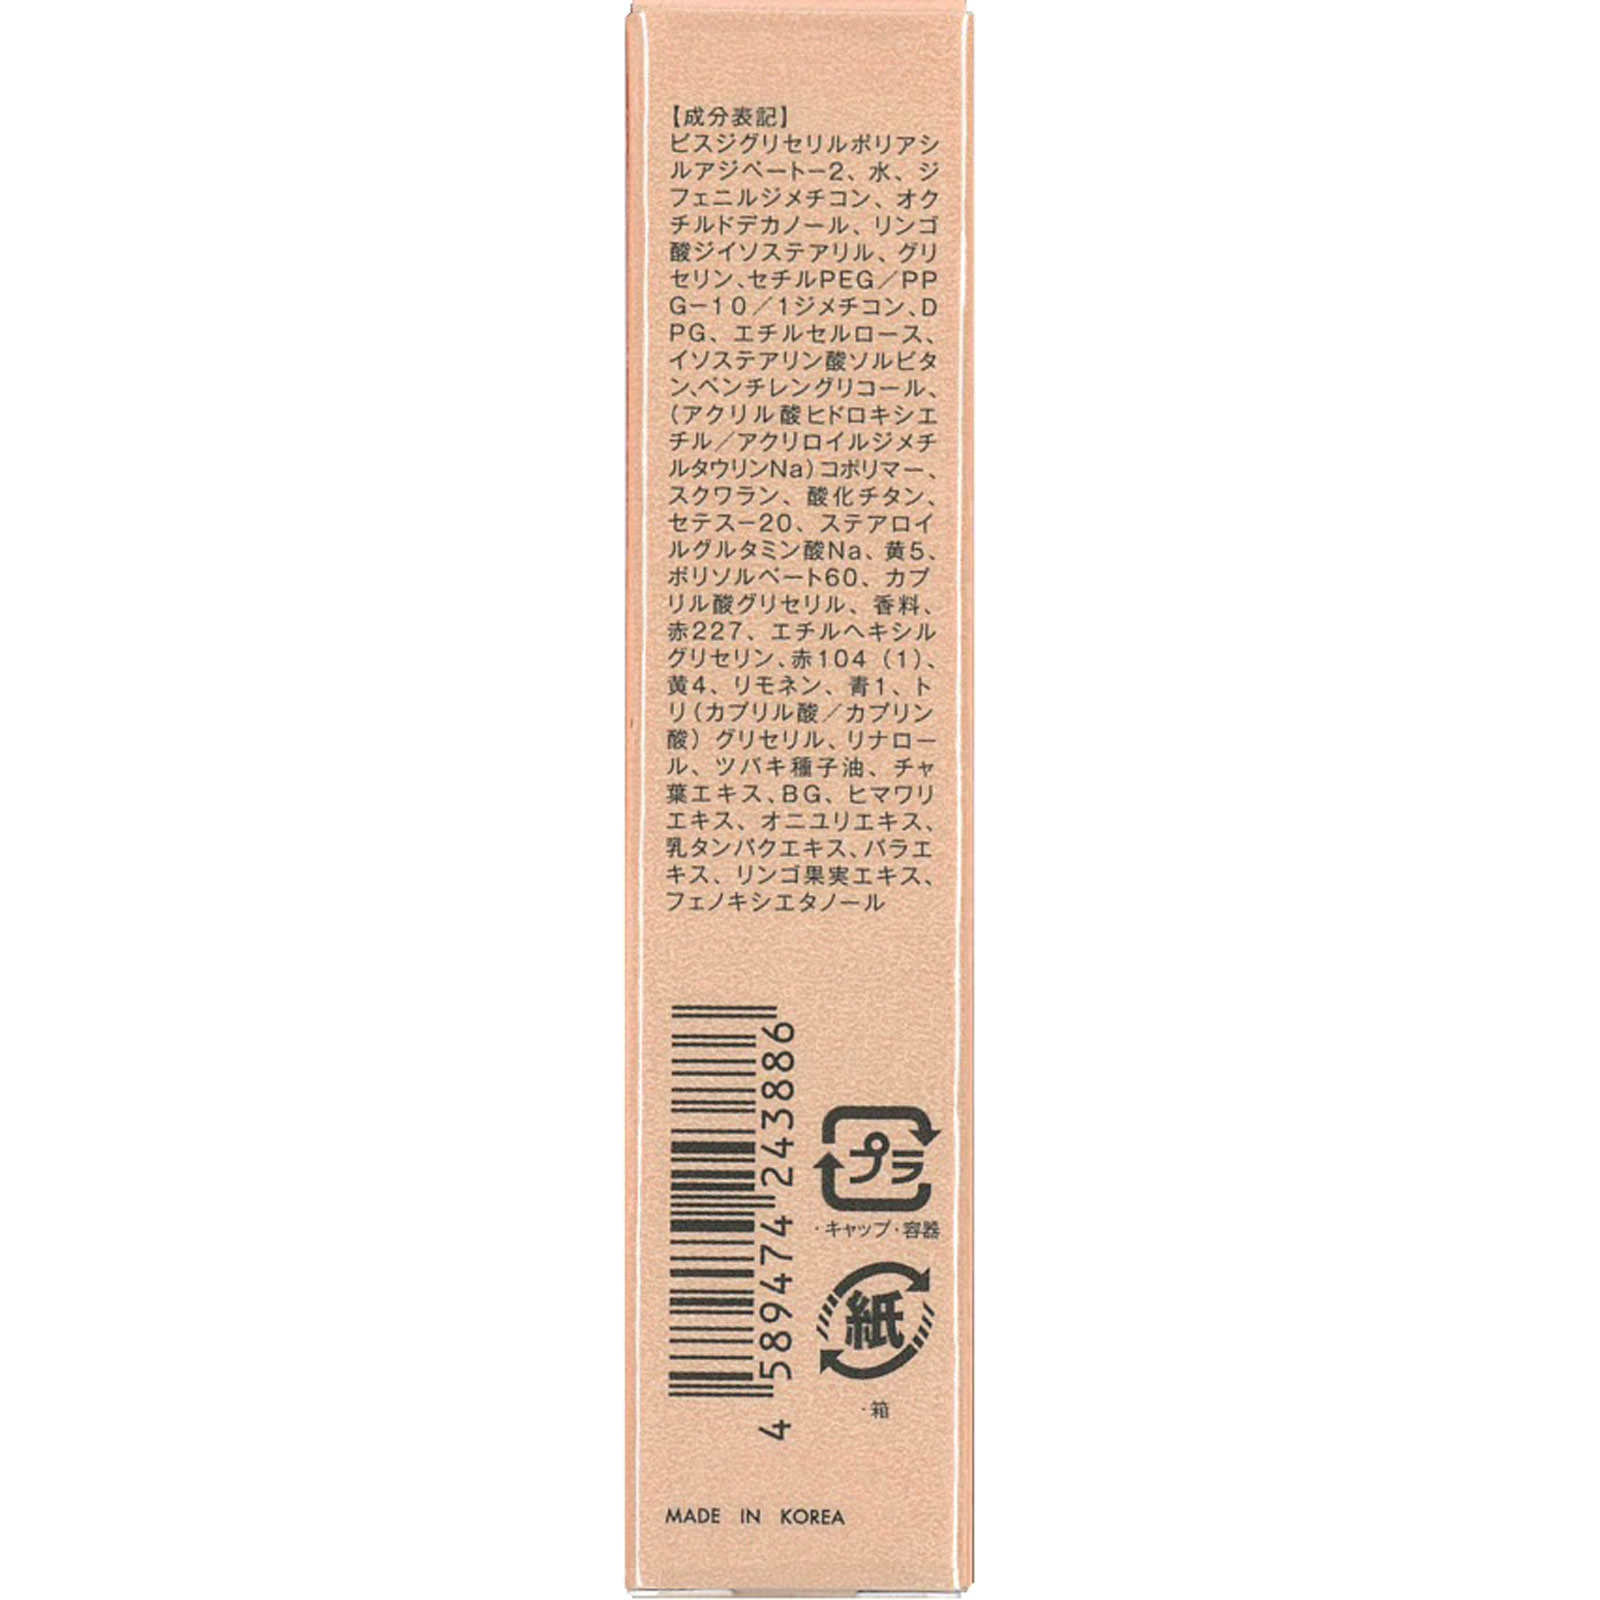 【成分表記】
ビスジグリセリルポリアシ
ルアジペートー2、水、ジ
フェニルジメチコン、オク
チルドデカノール、リンゴ
酸ジイソステアリル、グリ
セリン、セチルPEG／PP
G－10／1ジメチコン、D
PG、エチルセルロース、
イソステアリン酸ソルビタ
ン、ペンチレングリコール、
（アクリル酸ヒドロキシエ
チル／アクリロイルジメチ
ルタウリンNa）コポリマー、
スクワラン、酸化チタン、
セテス－20、ステアロイ
ルグルタミン酸Na、黄5、
ポリソルベート60、カプ
リル酸グリセリル、香料、
赤227、エチルヘキシル
グリセリン、赤104（1）、
黄4、リモネン、青1、ト
リ（カプリル酸／カプリン
酸）グリセリル、リナロー
ル、ツバキ種子油、チャ
葉エキス、BG、ヒマワリ
エキス、オニユリエキス、
乳タンパクエキス、バラエ
キス、リンゴ果実エキス、
フェノキシエタノール
4 589474 243886
プラ
・キャップ・容器
紙
・箱
MADE IN KOREA